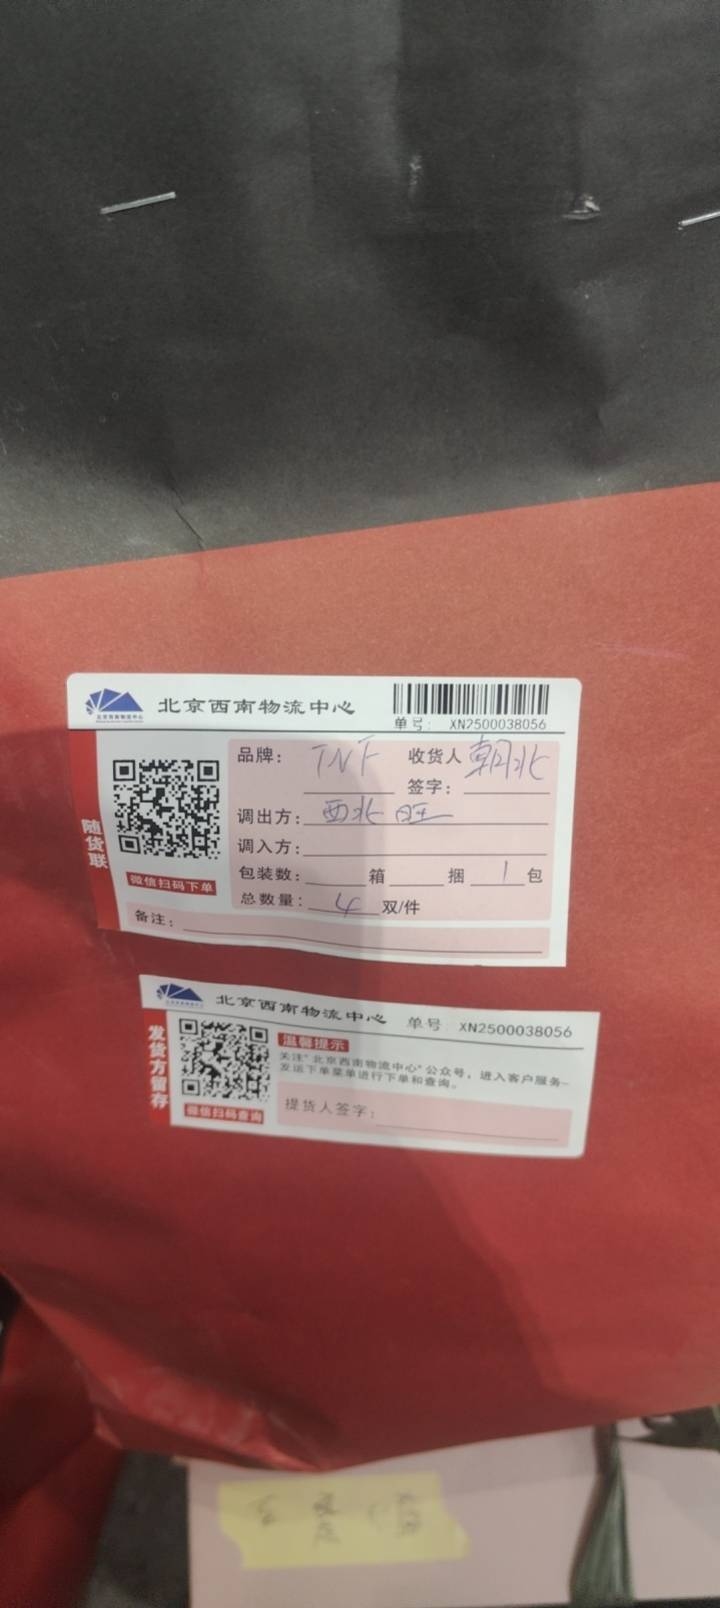 北京西南物流中心
单号: XN2500038056
品牌: TNF 收货人 朝北
签字:
调出方: 西北旺
调入方:
包装数: 箱 捆 1 包
总数量: 4 双/件
备注:
随货联
微信扫码下单
北京西南物流中心 单号 XN2500038056
温馨提示
关注"北京西南物流中心"公众号，进入客户服务-
发运下单菜单进行下单和查询。
提货人签字:
发货方留存
微信扫码查询